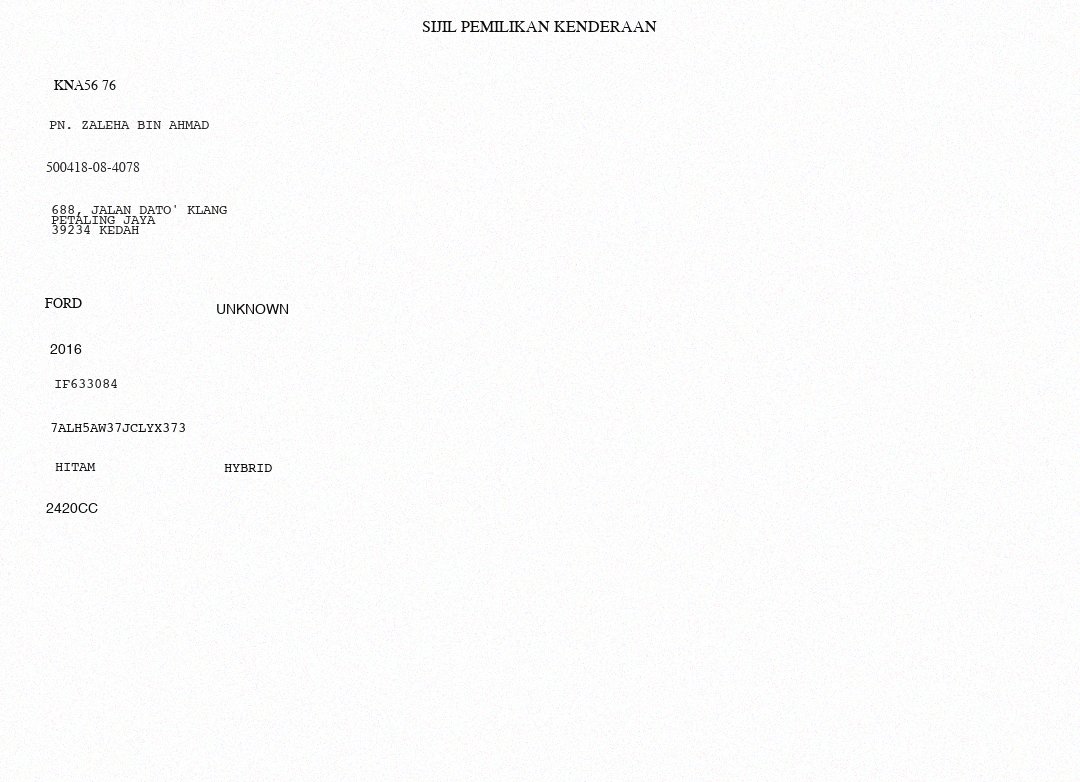 SIJIL PEMILIKAN KENDERAAN
KNA56 76
PN. ZALEHA BIN AHMAD
500418-08-4078
688, JALAN DATO' KLANG
PETALING JAYA
39234 KEDAH
FORD UNKNOWN
2016
IF633084
7ALH5AW37JCLYX373
HITAM HYBRID
2420CC